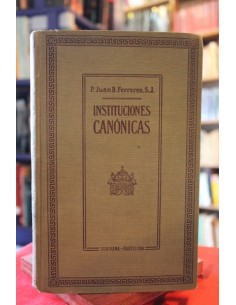 P. Juan B. Ferreres, S. J.
INSTITUCIONES
CANÓNICAS